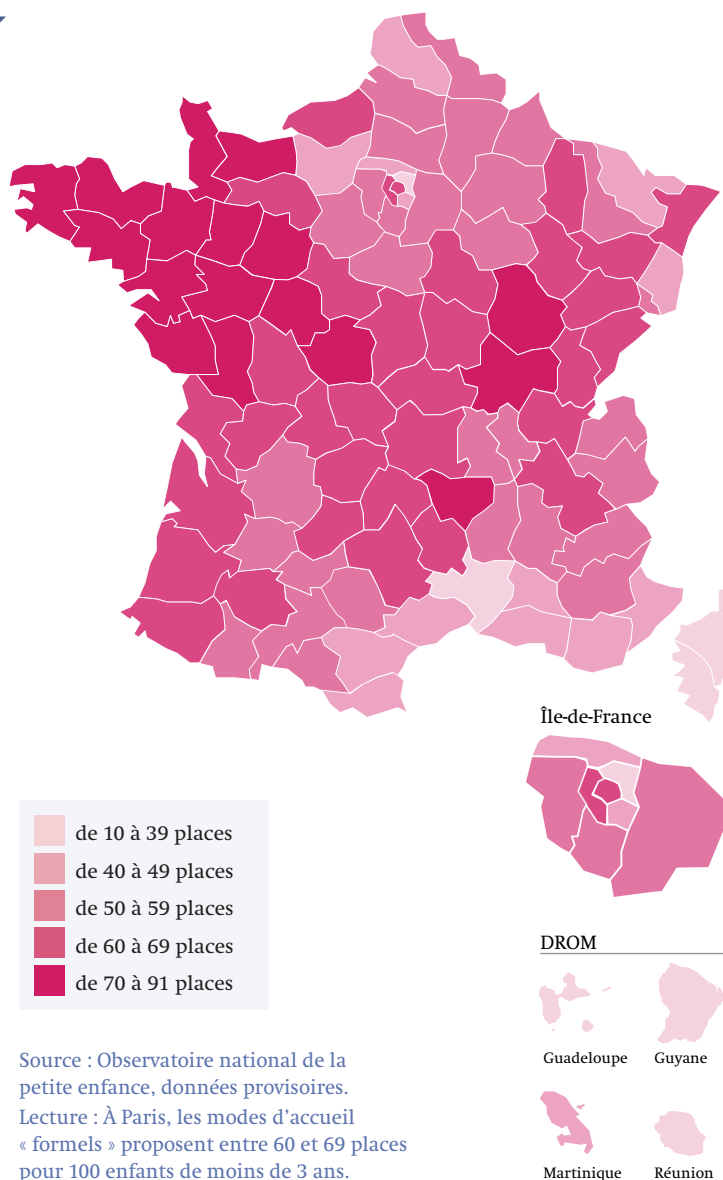 Île-de-France
de 10 à 39 places
de 40 à 49 places
de 50 à 59 places
de 60 à 69 places
de 70 à 91 places
DROM
Guadeloupe
Guyane
Martinique
Réunion
Source : Observatoire national de la
petite enfance, données provisoires.
Lecture : À Paris, les modes d’accueil
« formels » proposent entre 60 et 69 places
pour 100 enfants de moins de 3 ans.